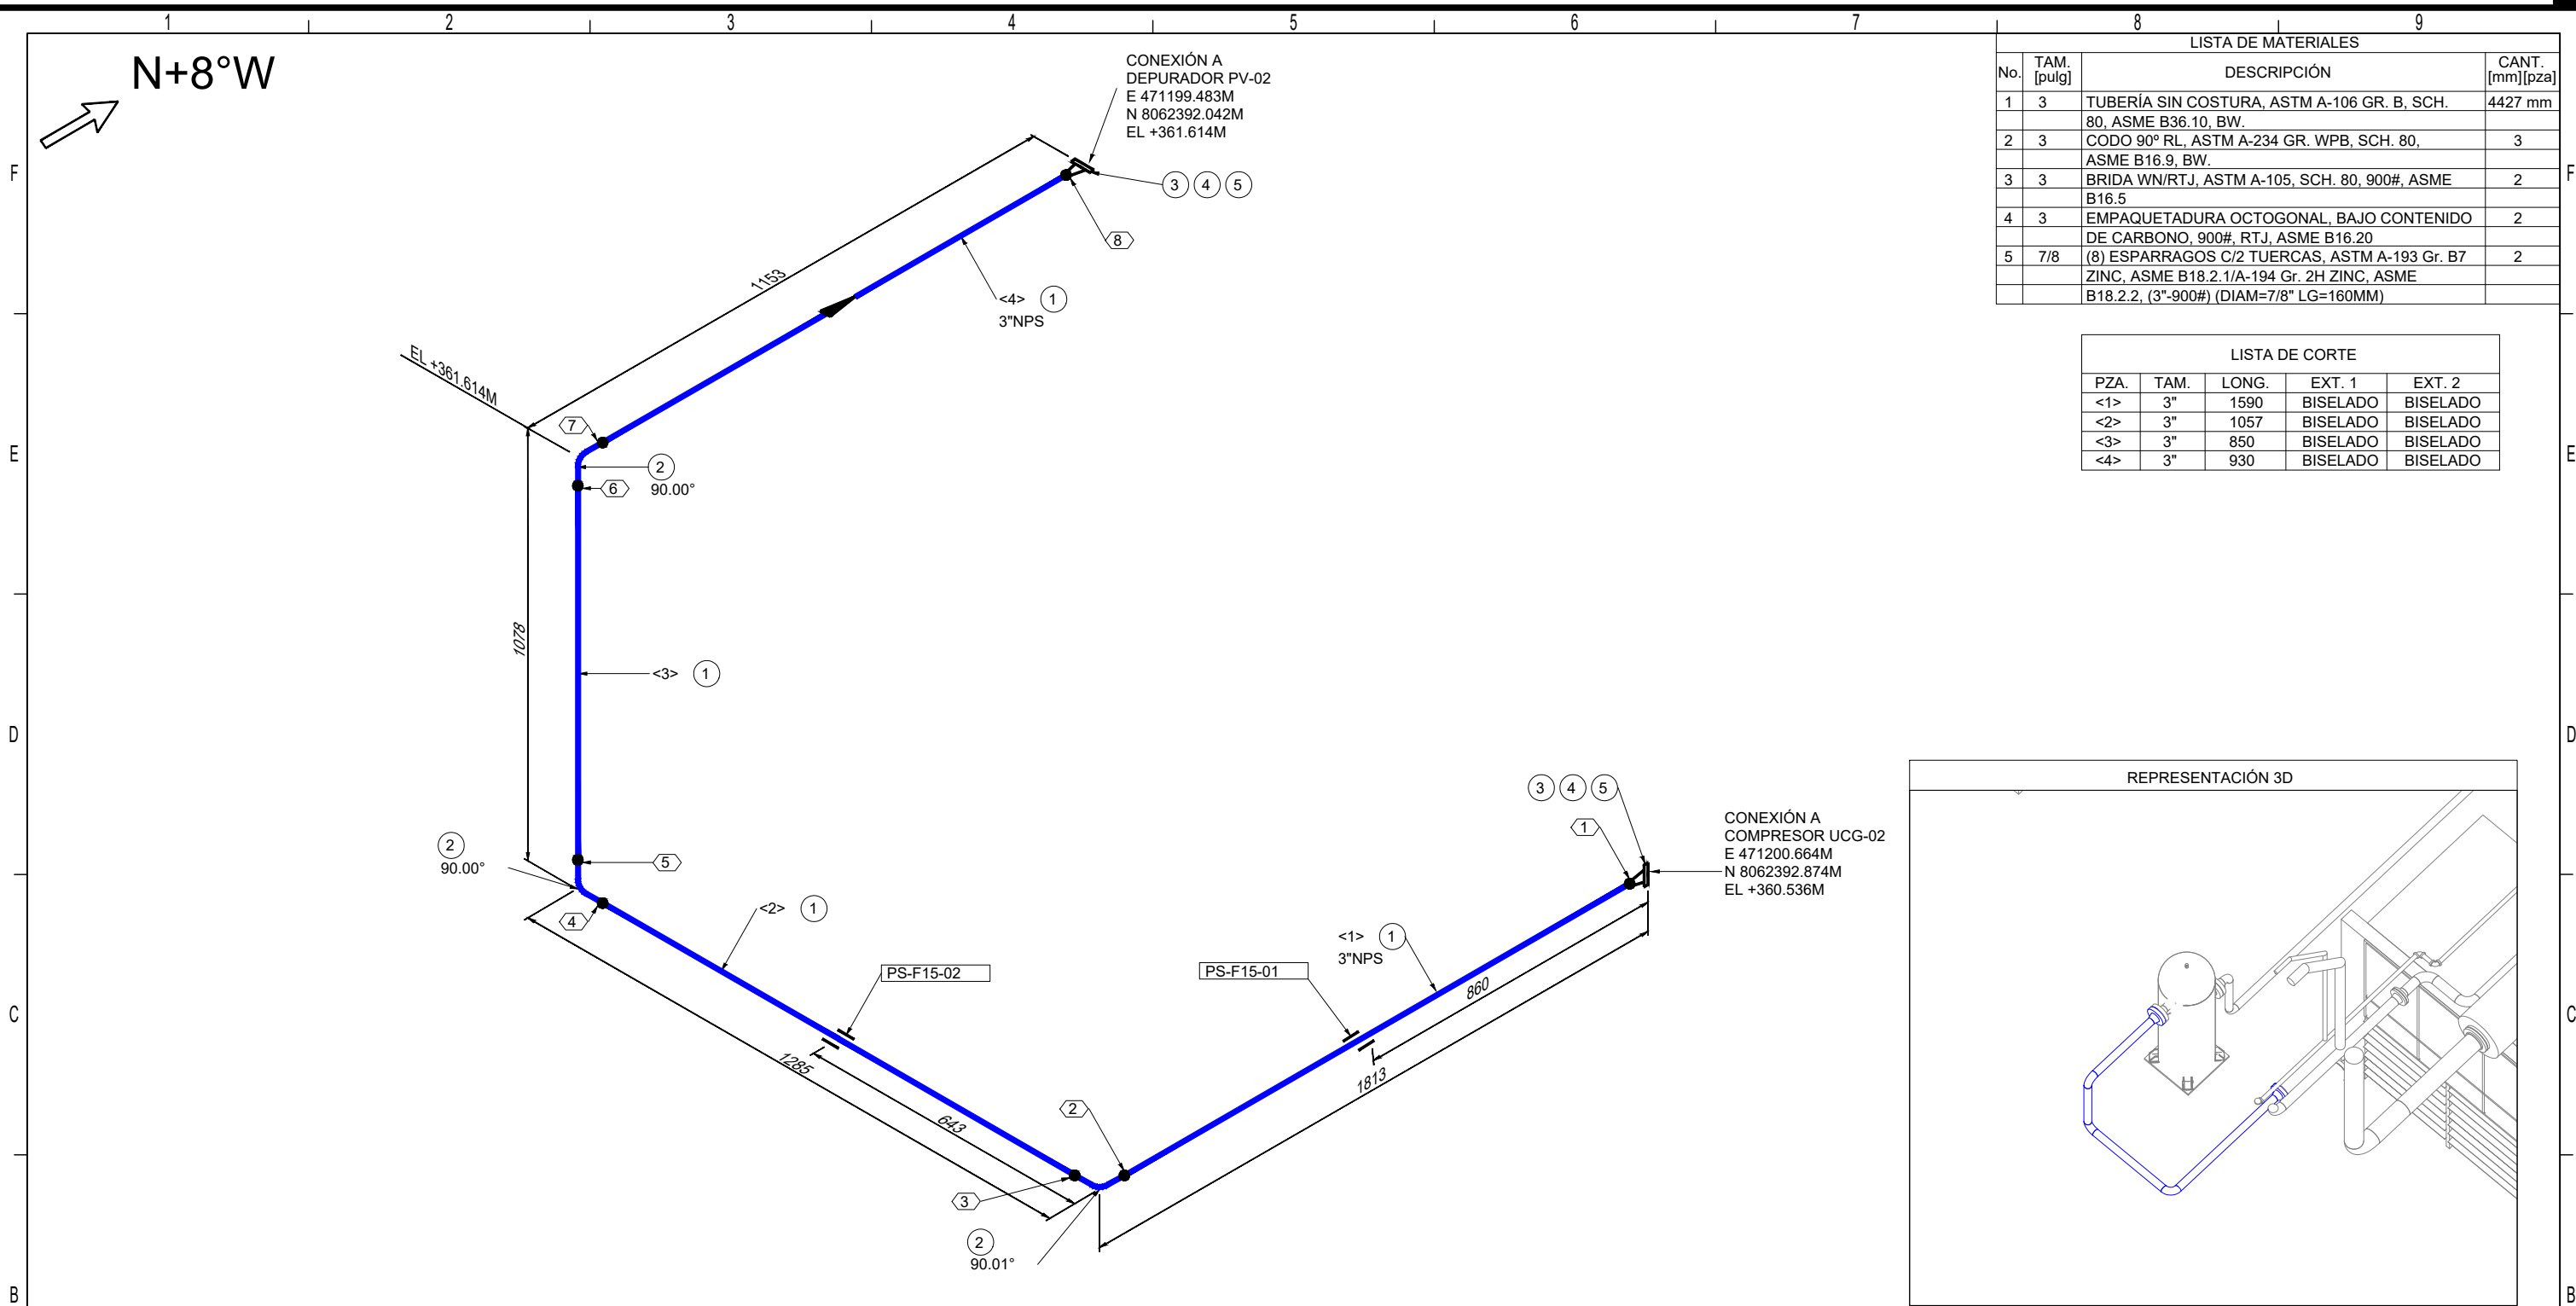 1 2 3 4 5 6 7 8 9
N+8°W
CONEXIÓN A
DEPURADOR PV-02
E 471199.483M
N 8062392.042M
EL +361.614M
LISTA DE MATERIALES
No. TAM. [pulg] DESCRIPCIÓN CANT. [mm][pza]
1 3 TUBERÍA SIN COSTURA, ASTM A-106 GR. B, SCH. 4427 mm
80, ASME B36.10, BW.
2 3 CODO 90º RL, ASTM A-234 GR. WPB, SCH. 80, 3
ASME B16.9, BW.
3 3 BRIDA WN/RTJ, ASTM A-105, SCH. 80, 900#, ASME 2
B16.5
4 3 EMPAQUETADURA OCTOGONAL, BAJO CONTENIDO 2
DE CARBONO, 900#, RTJ, ASME B16.20
5 7/8 (8) ESPARRAGOS C/2 TUERCAS, ASTM A-193 Gr. B7 2
ZINC, ASME B18.2.1/A-194 Gr. 2H ZINC, ASME
B18.2.2, (3"-900#) (DIAM=7/8" LG=160MM)
LISTA DE CORTE
PZA. TAM. LONG. EXT. 1 EXT. 2
<1> 3" 1590 BISELADO BISELADO
<2> 3" 1057 BISELADO BISELADO
<3> 3" 850 BISELADO BISELADO
<4> 3" 930 BISELADO BISELADO
F F
3 4 5
8
1153
<4> 1
3"NPS
EL +361.614M
7
E E
2
90.00°
6
1078
<3> 1
D D
REPRESENTACIÓN 3D
3 4 5
1
CONEXIÓN A
COMPRESOR UCG-02
E 471200.664M
N 8062392.874M
EL +360.536M
2
90.00°
5
4
<2> 1
<1> 1
3"NPS
PS-F15-02
PS-F15-01
860
C C
1285
1813
643
2
3
2
90.01°
B B